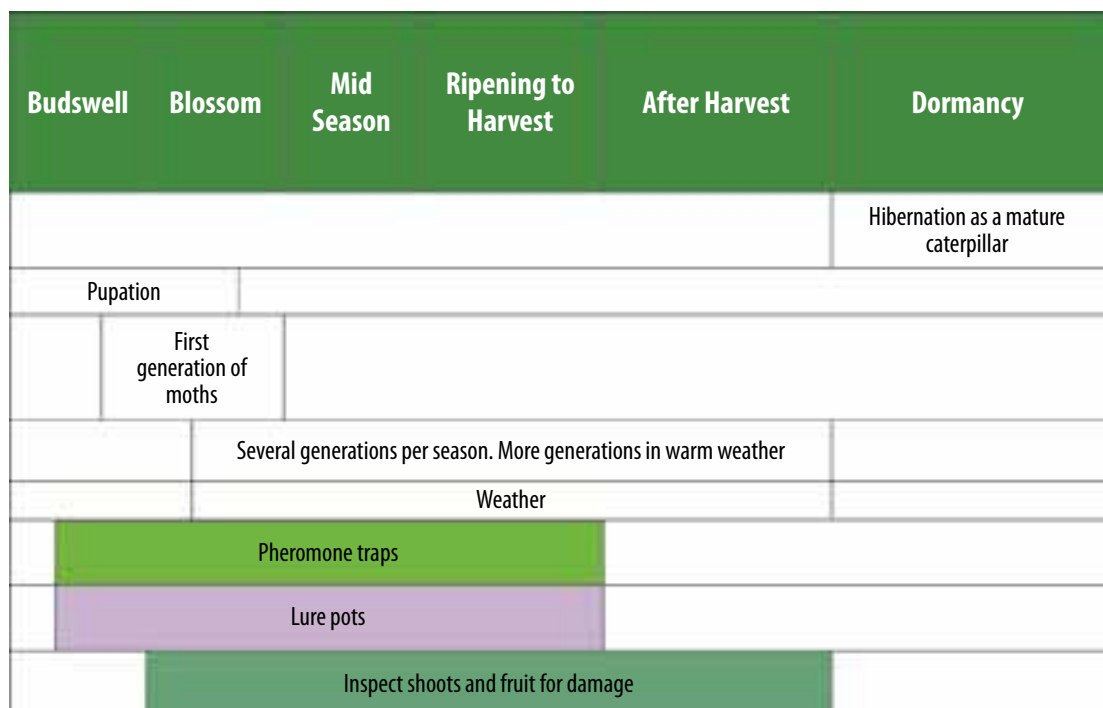 Budswell
Blossom
Mid
Season
Ripening to
Harvest
After Harvest
Dormancy
Hibernation as a mature
caterpillar
Pupation
First
generation of
moths
Several generations per season. More generations in warm weather
Weather
Pheromone traps
Lure pots
Inspect shoots and fruit for damage